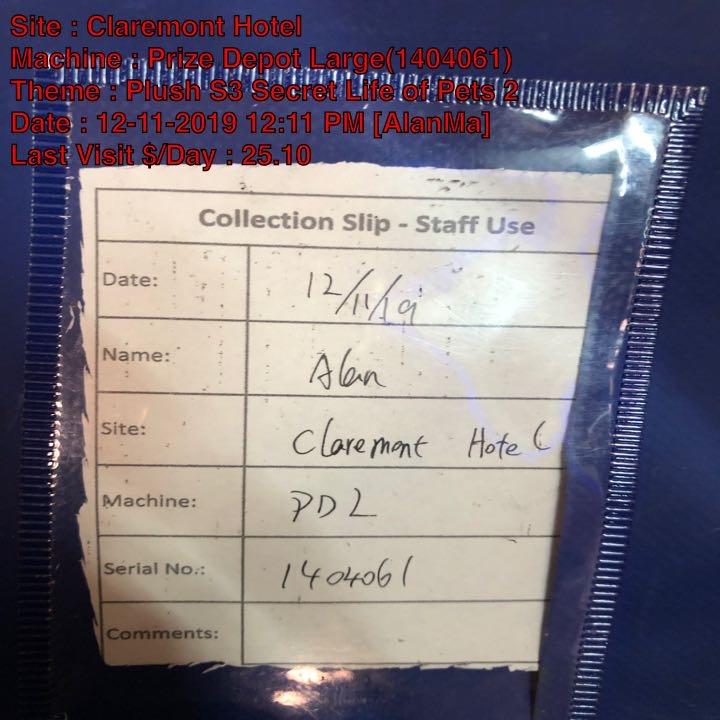 Site : Claremont Hotel
Machine : Prize Depot Large(1404061)
Theme : Plush S3 Secret Life of Pets 2
Date : 12-11-2019 12:11 PM [AlanMa]
Last Visit $/Day : 25.10
Collection Slip - Staff Use
Date: 12/11/19
Name: Alan
Site: Claremont Hotel
Machine: PDL
Serial No.: 1404061
Comments: